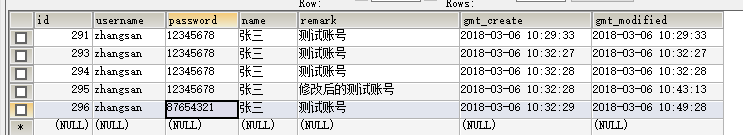 Row: Rows:
id username password name remark gmt_create gmt_modified
291 zhangsan 12345678 张三 测试账号 2018-03-06 10:29:33 2018-03-06 10:29:33
293 zhangsan 12345678 张三 测试账号 2018-03-06 10:32:27 2018-03-06 10:32:27
294 zhangsan 12345678 张三 测试账号 2018-03-06 10:32:28 2018-03-06 10:32:28
295 zhangsan 12345678 张三 修改后的测试账号 2018-03-06 10:32:28 2018-03-06 10:43:13
296 zhangsan 87654321 张三 测试账号 2018-03-06 10:32:29 2018-03-06 10:49:28
* (NULL) (NULL) (NULL) (NULL) (NULL) (NULL) (NULL)